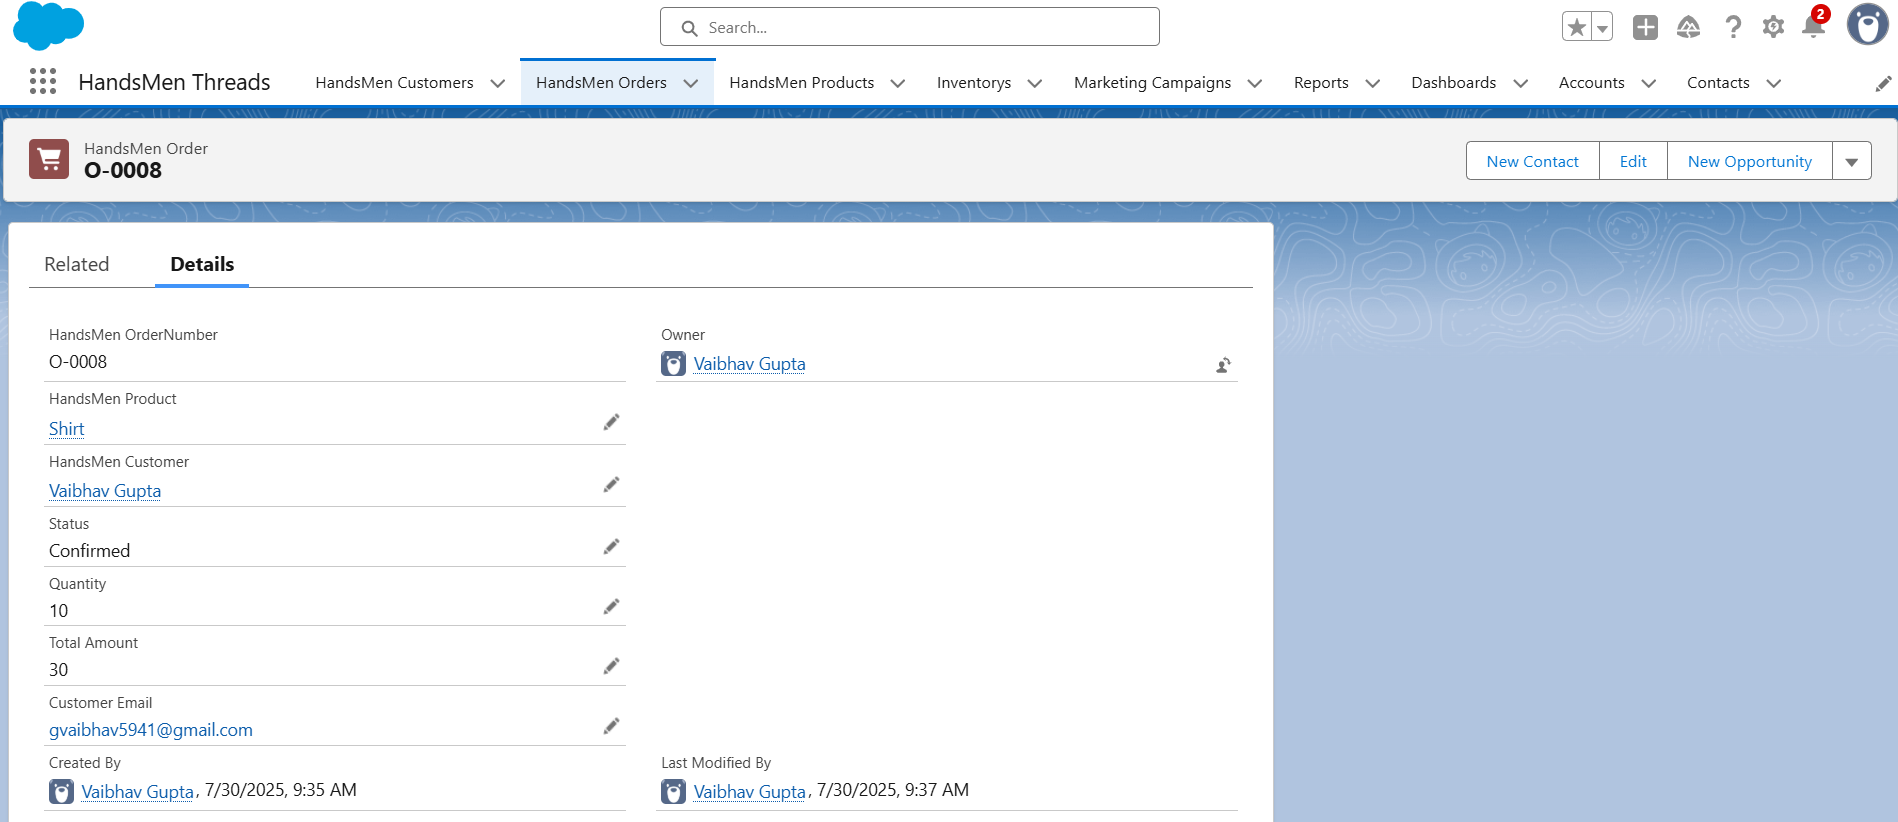 Search...
2
HandsMen Threads
HandsMen Customers
HandsMen Orders
HandsMen Products
Inventorys
Marketing Campaigns
Reports
Dashboards
Accounts
Contacts
HandsMen Order
O-0008
New Contact
Edit
New Opportunity
Related
Details
HandsMen OrderNumber
O-0008
Owner
Vaibhav Gupta
HandsMen Product
Shirt
HandsMen Customer
Vaibhav Gupta
Status
Confirmed
Quantity
10
Total Amount
30
Customer Email
gvaibhav5941@gmail.com
Created By
Vaibhav Gupta, 7/30/2025, 9:35 AM
Last Modified By
Vaibhav Gupta, 7/30/2025, 9:37 AM